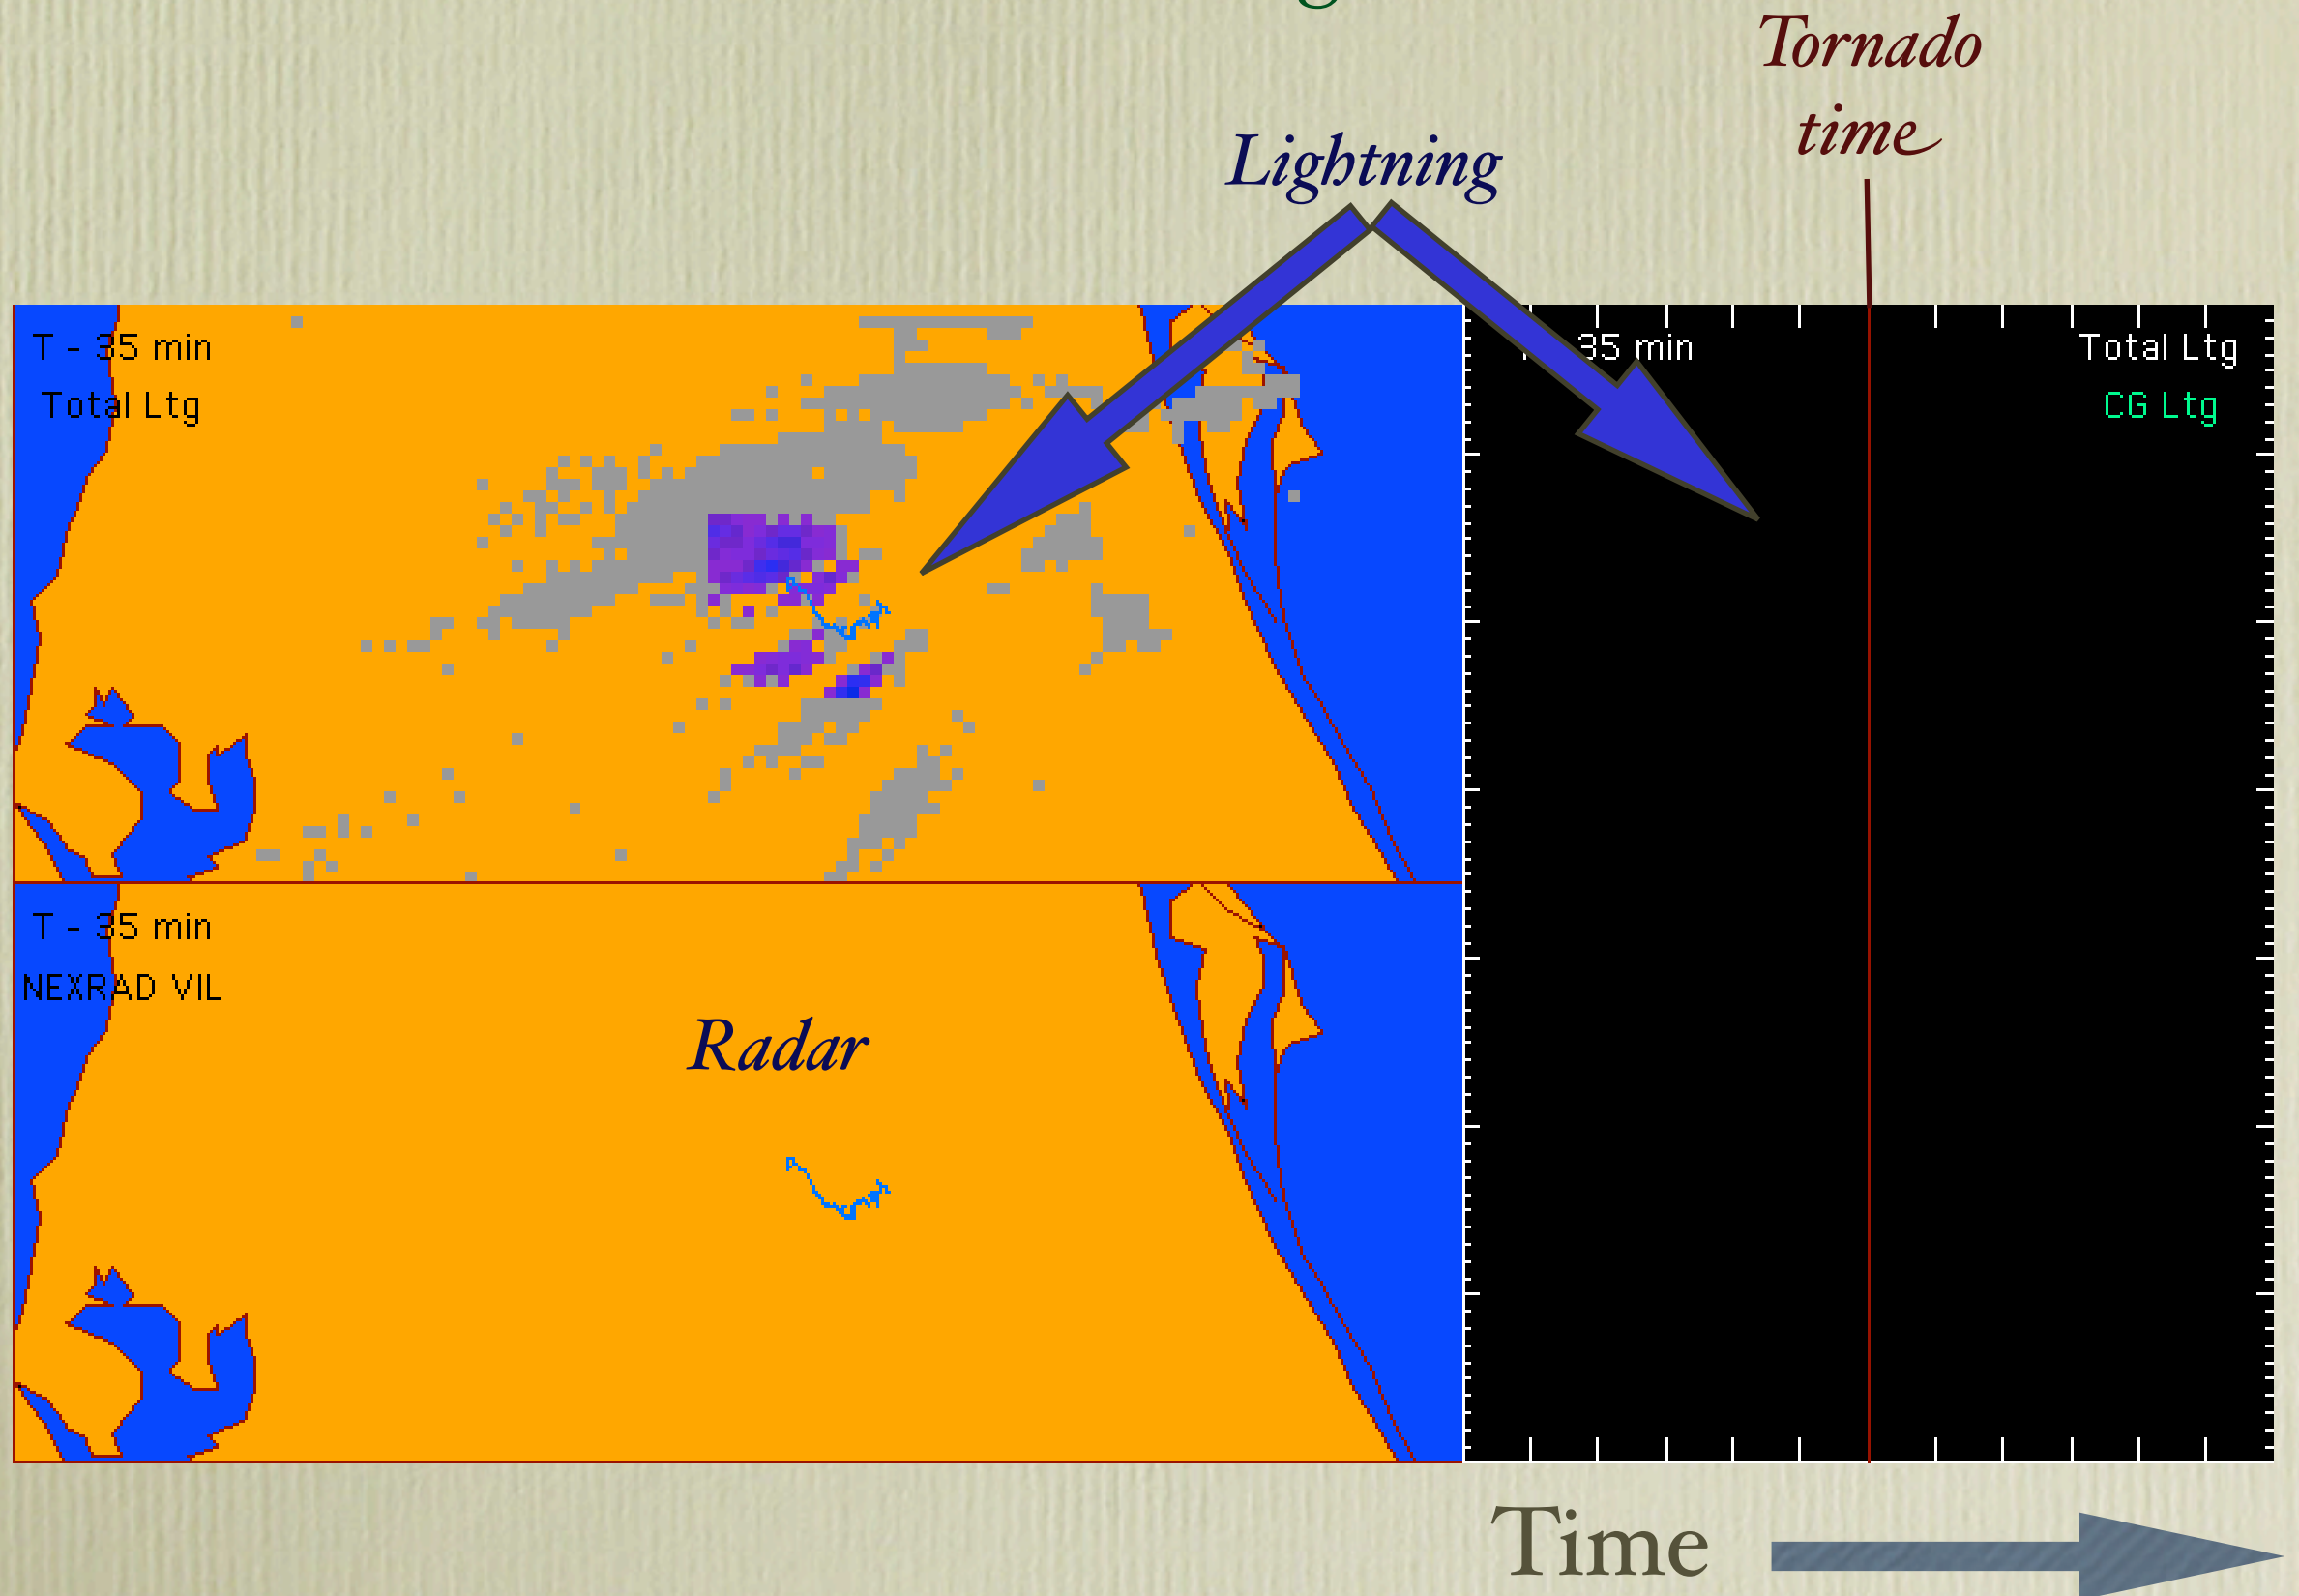 Tornado
time
Lightning
T - 35 min
Total Ltg
35 min
Total Ltg
CG Ltg
T - 35 min
NEXRAD VIL
Radar
Time